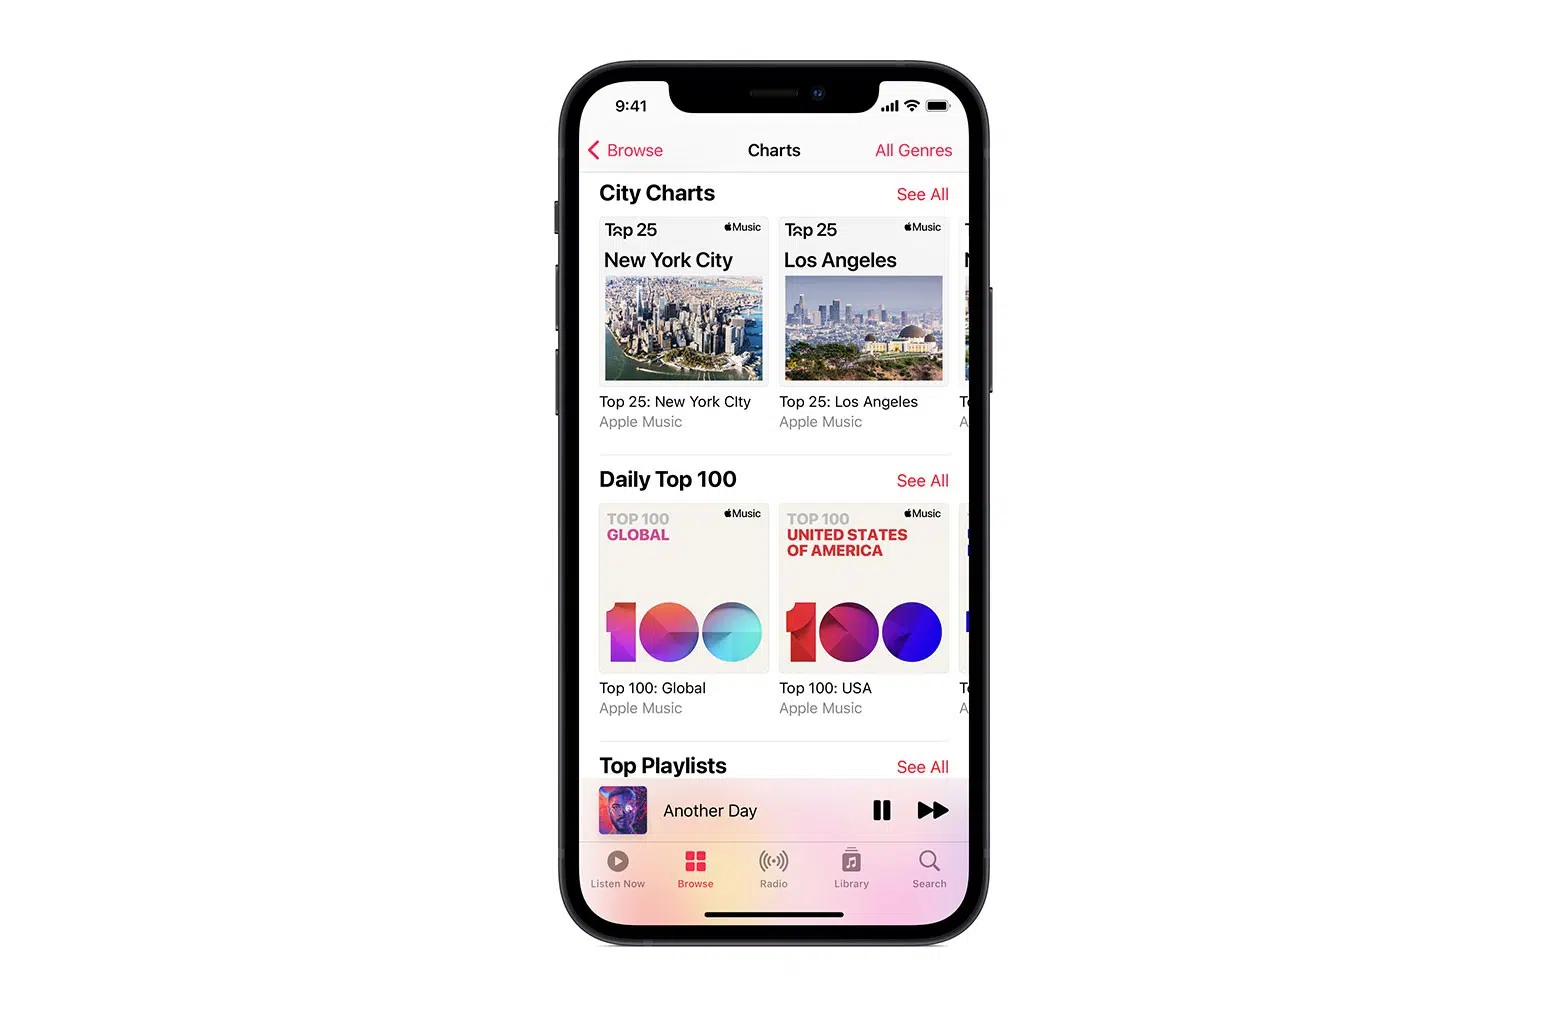 9:41
Browse
Charts
All Genres
City Charts
See All
Top 25
Music
New York City
Top 25
Music
Los Angeles
Top 25: New York CIty
Apple Music
Top 25: Los Angeles
Apple Music
Daily Top 100
See All
TOP 100
Music
GLOBAL
100
TOP 100
Music
UNITED STATES
OF AMERICA
100
Top 100: Global
Apple Music
Top 100: USA
Apple Music
Top Playlists
See All
Another Day
Listen Now
Browse
Radio
Library
Search